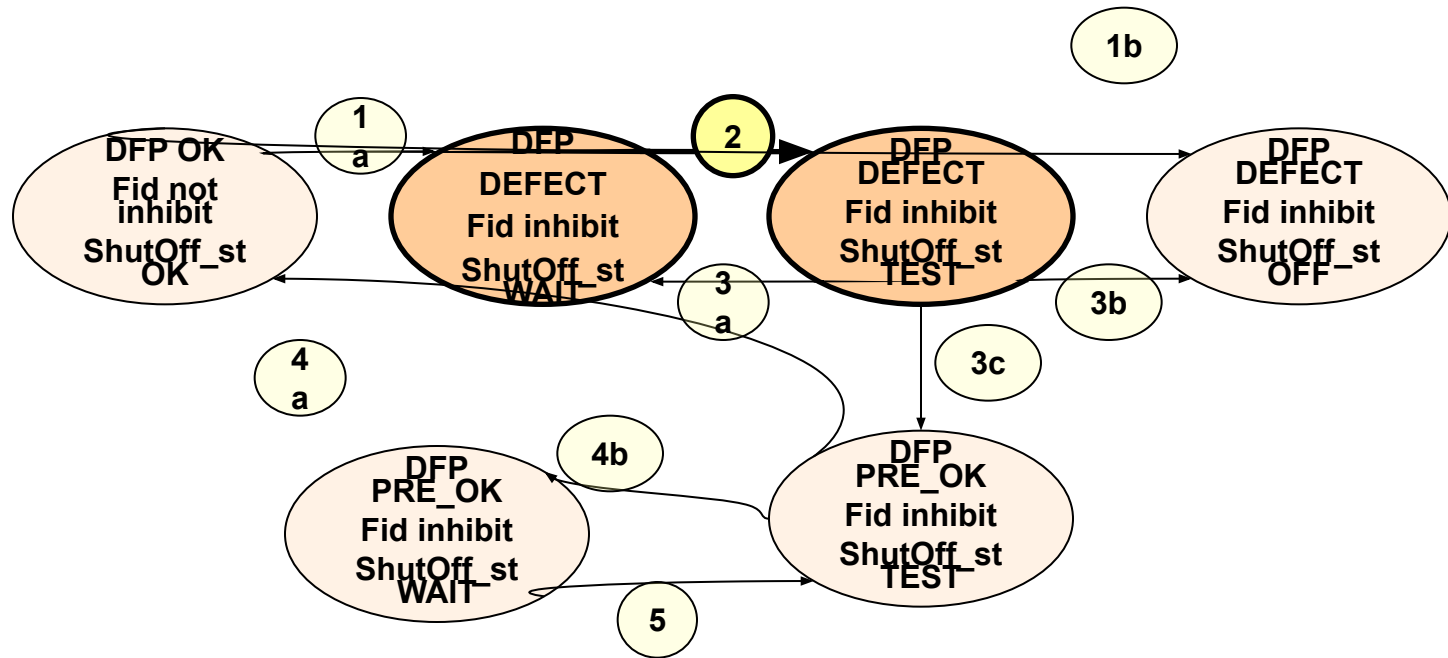 1b
1
a
2
DFP OK
Fid not
inhibit
ShutOff_st
OK
DFP
DEFECT
Fid inhibit
ShutOff_st
WAIT
DFP
DEFECT
Fid inhibit
ShutOff_st
TEST
DFP
DEFECT
Fid inhibit
ShutOff_st
OFF
3
a
3b
3c
4
a
4b
DFP
PRE_OK
Fid inhibit
ShutOff_st
WAIT
DFP
PRE_OK
Fid inhibit
ShutOff_st
TEST
5